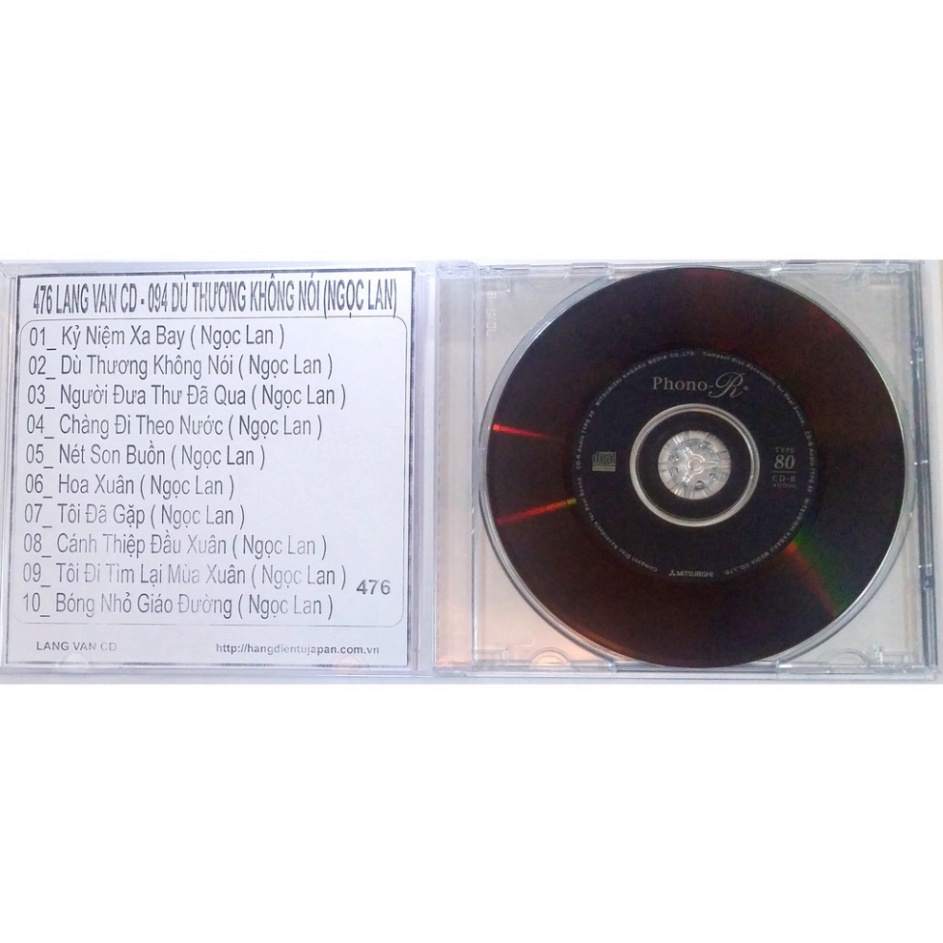 476 LANG VAN CD - 094 DÙ THƯƠNG KHÔNG NÓI (NGỌC LAN)
01_ Kỷ Niệm Xa Bay ( Ngọc Lan )
02_ Dù Thương Không Nói ( Ngọc Lan )
03_ Người Đưa Thư Đã Qua ( Ngọc Lan )
04_ Chàng Đi Theo Nước ( Ngọc Lan )
05_ Nét Son Buồn ( Ngọc Lan )
06_ Hoa Xuân ( Ngọc Lan )
07_ Tôi Đã Gặp ( Ngọc Lan )
08_ Cánh Thiệp Đầu Xuân ( Ngọc Lan )
09_ Tôi Đi Tìm Lại Mùa Xuân ( Ngọc Lan )
476
10_ Bóng Nhỏ Giáo Đường ( Ngọc Lan )
LANG VAN CD
http://hangdientujapan.com.vn
Phono-R
TYPE
80
CD-R
MITSUBISHI